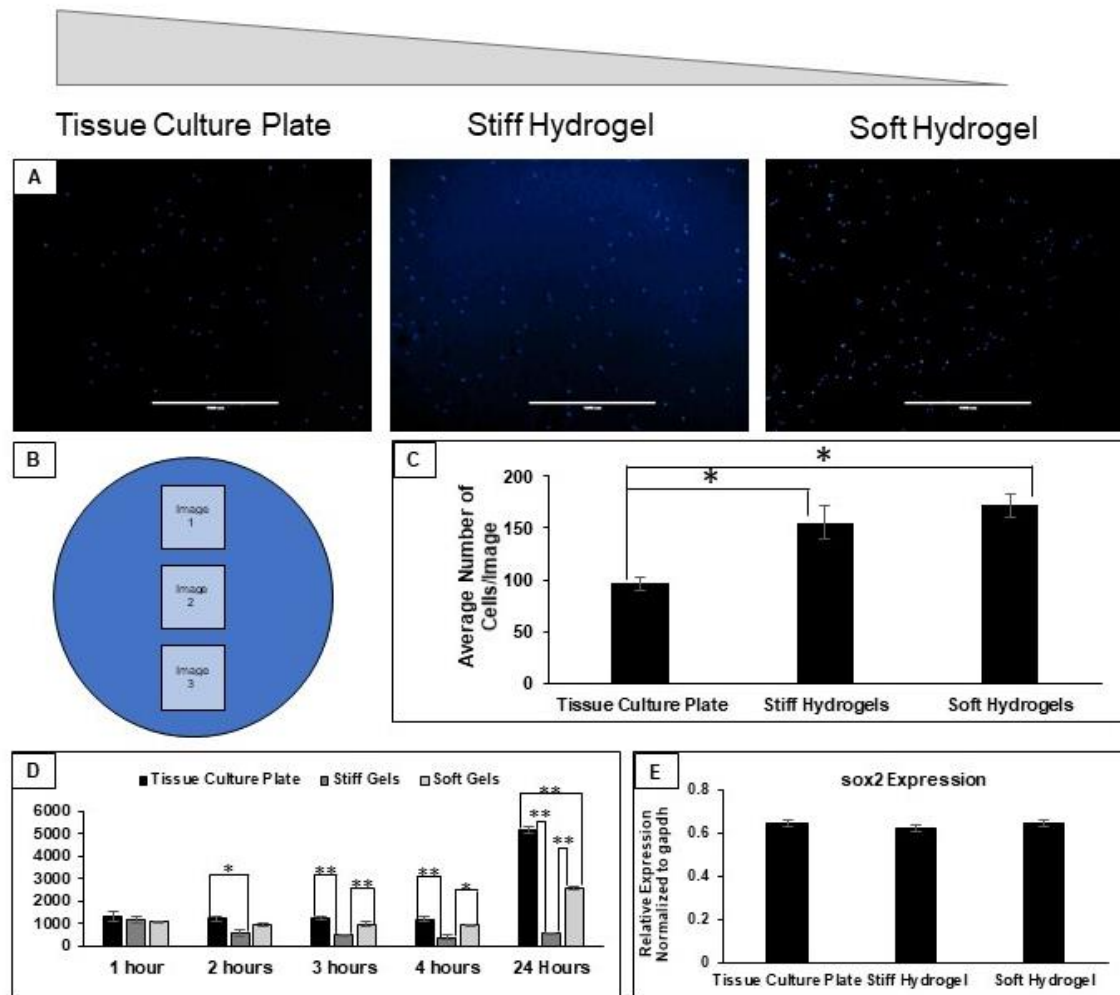 Tissue Culture Plate
Stiff Hydrogel
Soft Hydrogel
A
B
Image
1
Image
2
Image
3
C
*
*
Average Number of
Cells/Image
200
150
100
50
0
Tissue Culture Plate
Stiff Hydrogels
Soft Hydrogels
D
Tissue Culture Plate
Stiff Gels
Soft Gels
6000
5000
4000
3000
2000
1000
0
*
**
**
**
*
**
**
**
1 hour
2 hours
3 hours
4 hours
24 Hours
E
sox2 Expression
Relative Expression
Normalized to gapdh
0.8
0.6
0.4
0.2
0
Tissue Culture Plate
Stiff Hydrogel
Soft Hydrogel